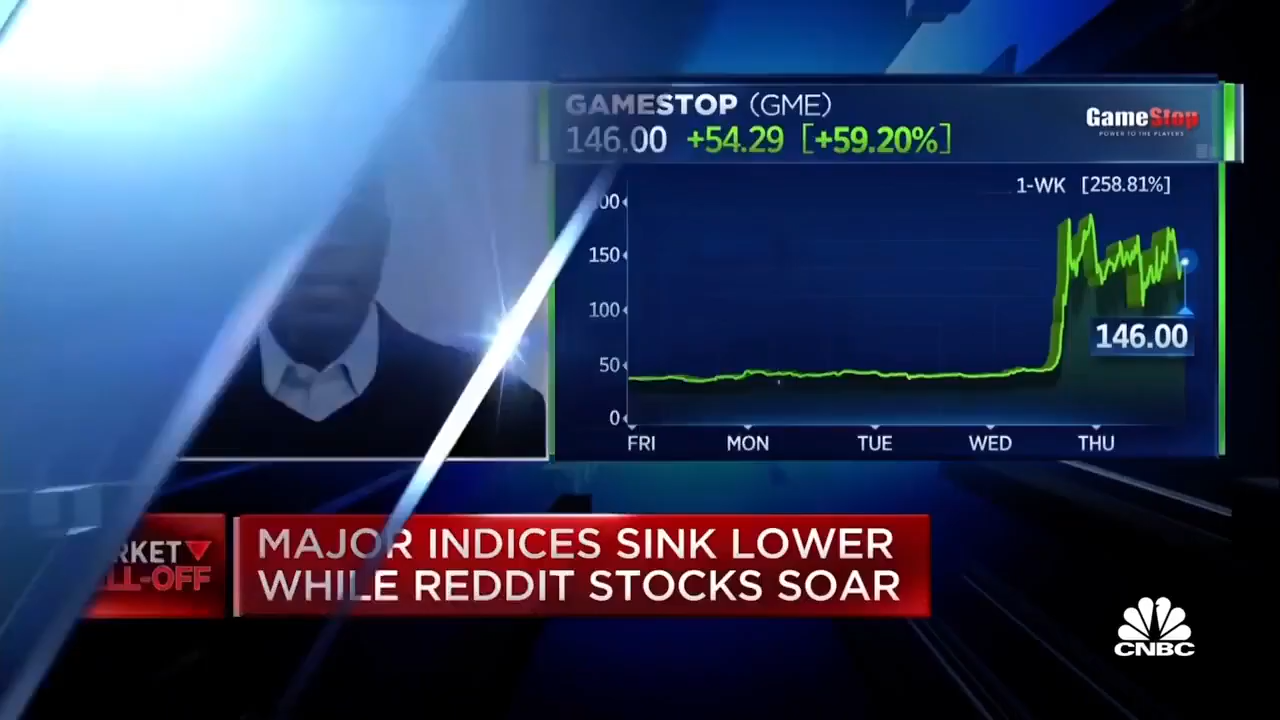 GAMESTOP (GME)
146.00 +54.29 [+59.20%]
GameStop
POWER TO THE PLAYERS
1-WK [258.81%]
150
100
50
0
146.00
FRI MON TUE WED THU
MAJOR INDICES SINK LOWER
WHILE REDDIT STOCKS SOAR
CNBC